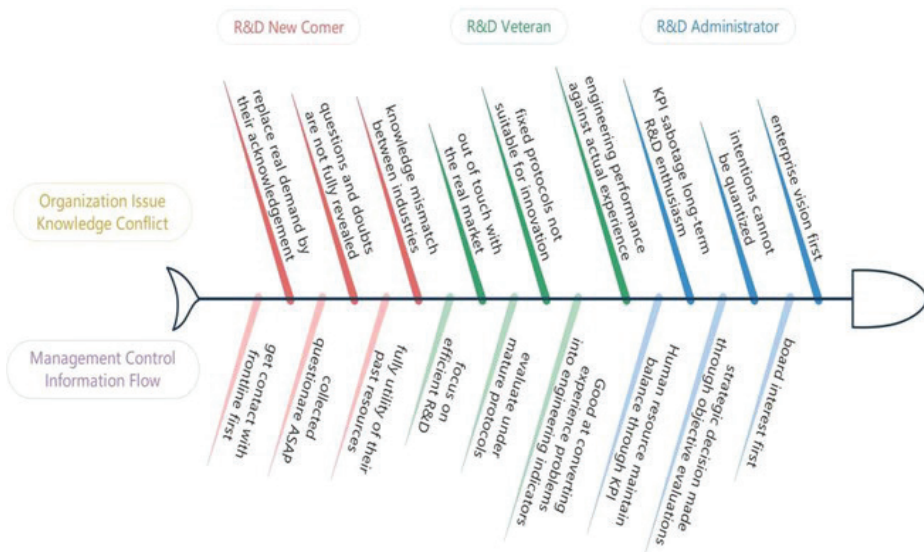 R&D New Comer
R&D Veteran
R&D Administrator
replace real demand by
their acknowledgement
questions and doubts
are not fully revealed
knowledge mismatch
between industries
out of touch with
the real market
fixed protocols not
suitable for innovation
engineering performance
against actual experience
KPI sabotage long-term
R&D enthusiasm
intentions cannot
be quantized
enterprise vision first
Organization Issue
Knowledge Conflict
Management Control
Information Flow
get contact with
frontline first
collected
questionare ASAP
fully utility of their
past resources
focus on
efficient R&D
evaluate under
mature protocols
Good at converting
experience problems
into engineering indicators
Human resource maintain
balance through KPI
strategic decision made
through objective evaluations
board interest first